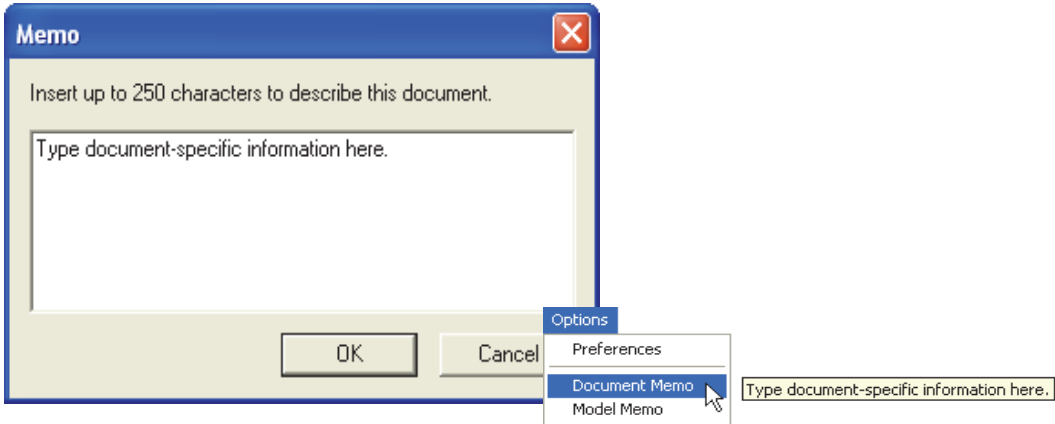 Memo
Insert up to 250 characters to describe this document.
Type document-specific information here.
OK
Cancel
Options
Preferences
Document Memo
Type document-specific information here.
Model Memo